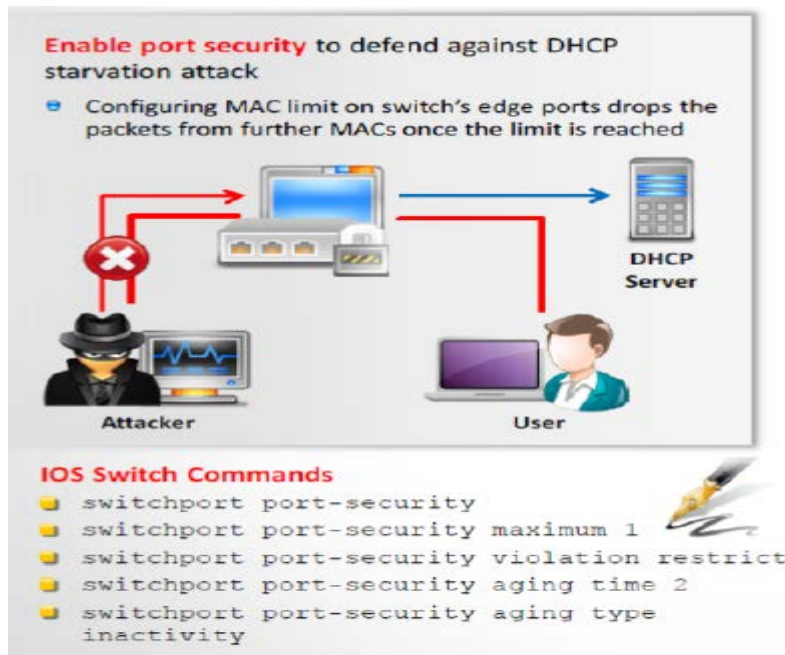 Enable port security to defend against DHCP
starvation attack
Configuring MAC limit on switch's edge ports drops the
packets from further MACs once the limit is reached
DHCP
Server
Attacker
User
IOS Switch Commands
switchport port-security
switchport port-security maximum 1
switchport port-security violation restrict
switchport port-security aging time 2
switchport port-security aging type
inactivity